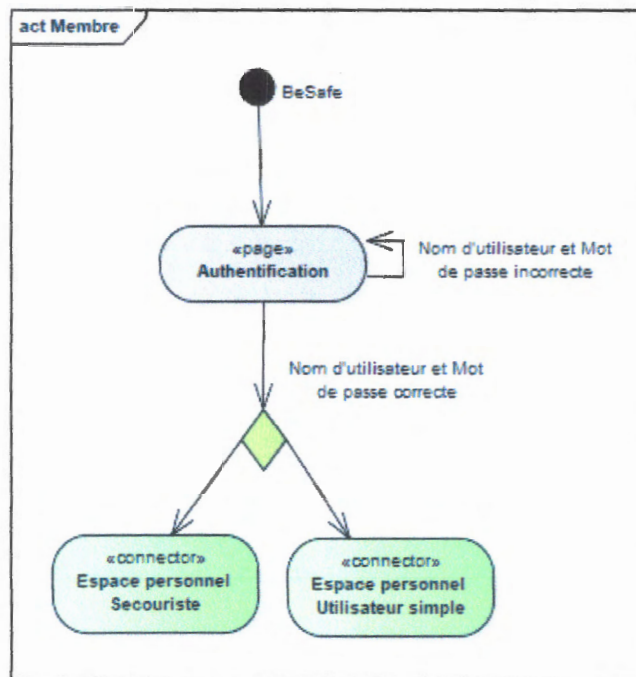 act Membre
BeSafe
«page»
Authentification
Nom d'utilisateur et Mot
de passe incorrecte
Nom d'utilisateur et Mot
de passe correcte
«connector»
Espace personnel
Secouriste
«connector»
Espace personnel
Utilisateur simple